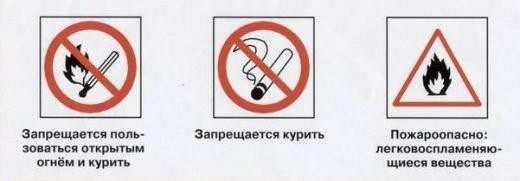 Запрещается поль-
зоваться открытым
огнём и курить
Запрещается курить
Пожароопасно:
легковоспламеняю-
щиеся вещества